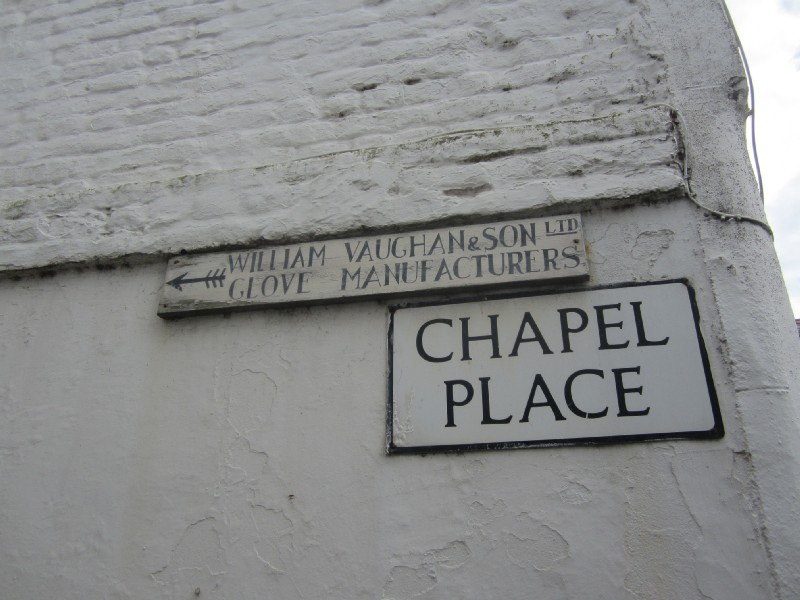 WILLIAM VAUGHAN & SON LTD
GLOVE MANUFACTURERS
CHAPEL
PLACE